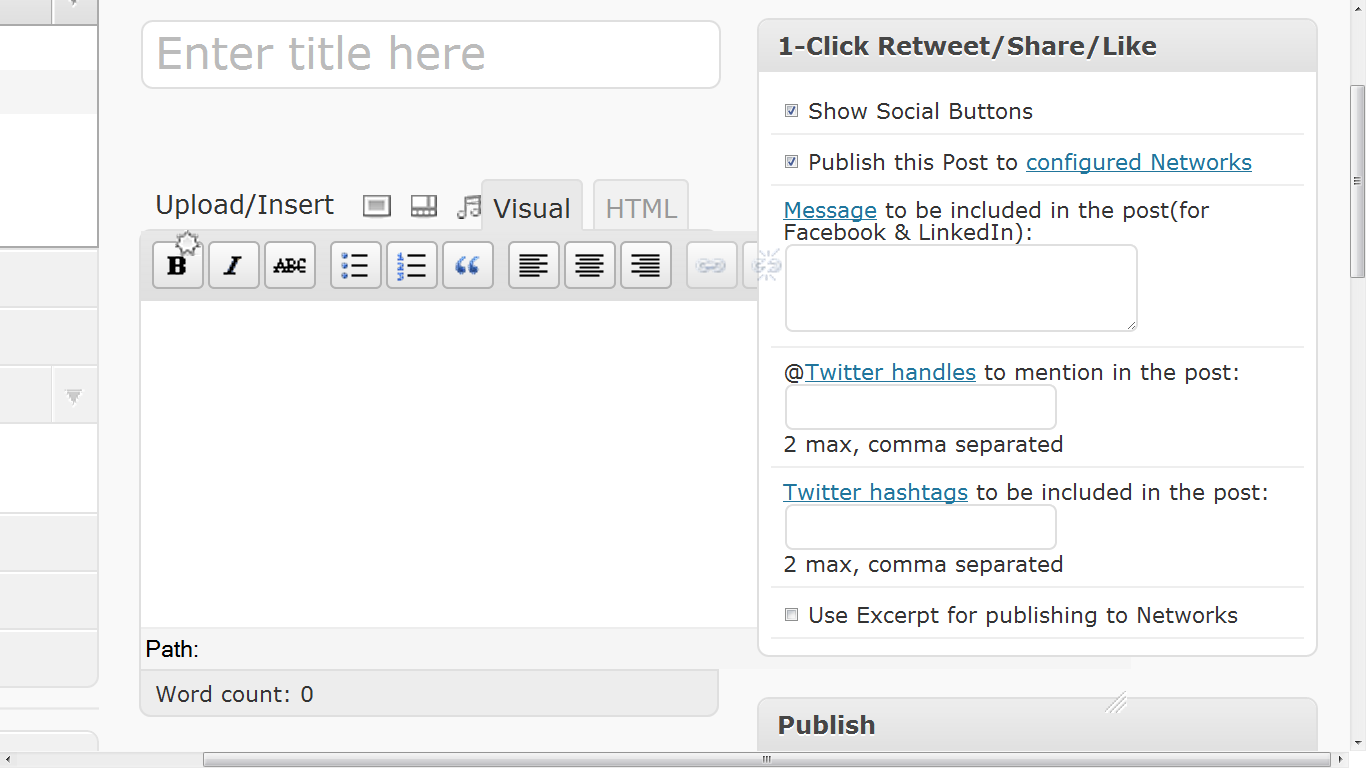 Enter title here
Upload/Insert
Visual
HTML
B I ABC
Path:
Word count: 0
1-Click Retweet/Share/Like
Show Social Buttons
Publish this Post to configured Networks
Message to be included in the post(for
Facebook & LinkedIn):
@Twitter handles to mention in the post:
2 max, comma separated
Twitter hashtags to be included in the post:
2 max, comma separated
Use Excerpt for publishing to Networks
Publish